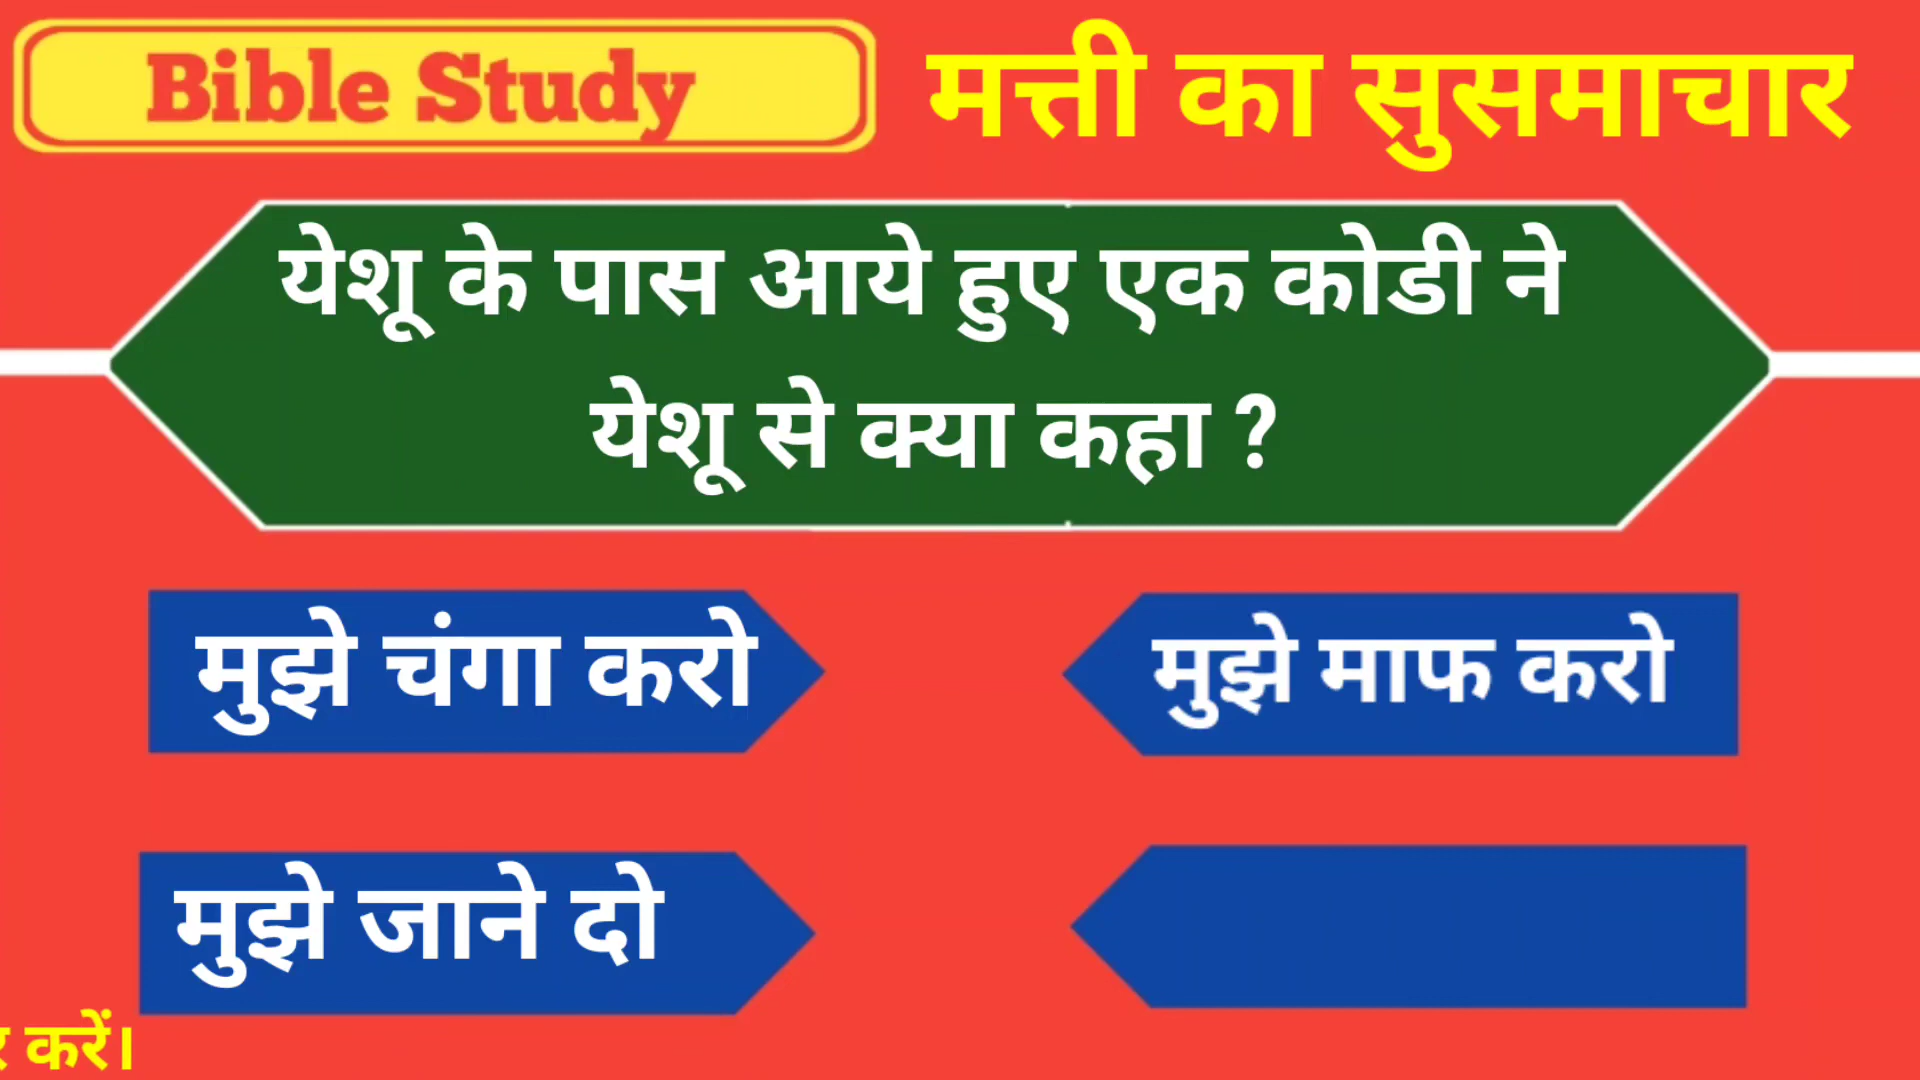 Bible Study
मत्ती का सुसमाचार
येशू के पास आये हुए एक कोडी ने
येशू से क्या कहा ?
मुझे चंगा करो
मुझे माफ करो
मुझे जाने दो
करें।